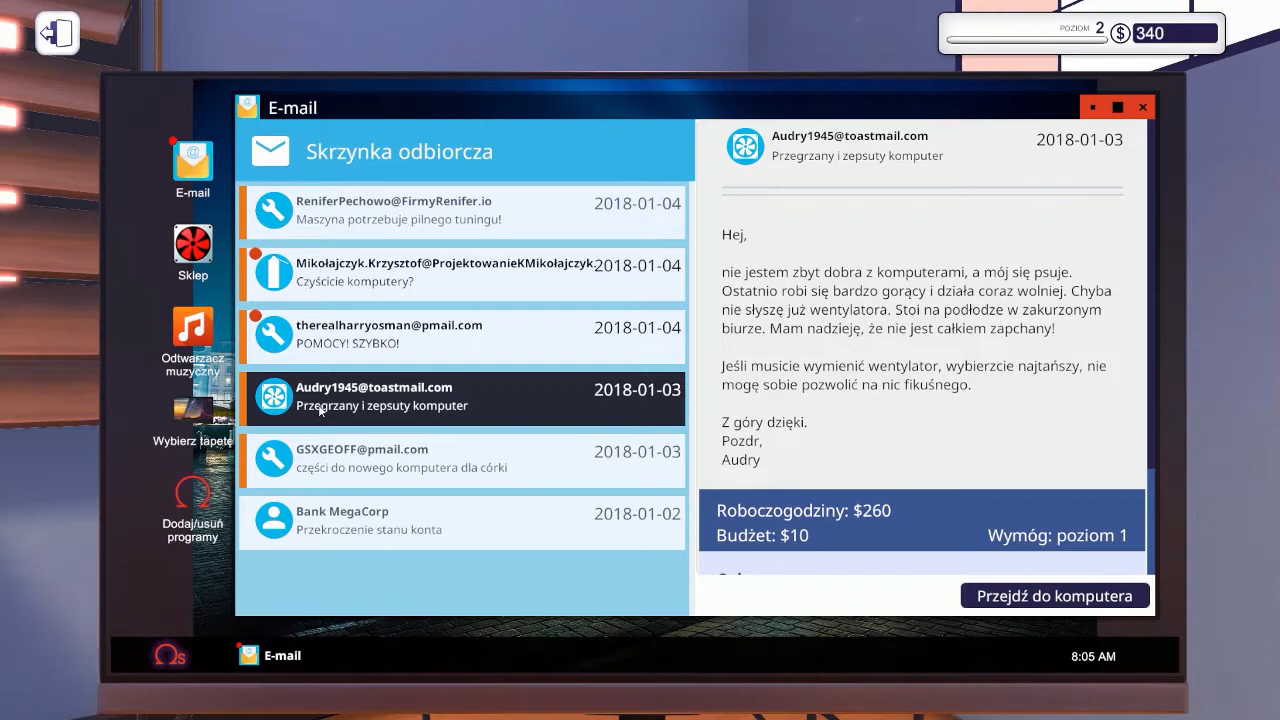 POZIOM 2 $ 340
E-mail
Skrzynka odbiorcza
ReniferPechowo@FirmyRenifer.io 2018-01-04
Maszyna potrzebuje pilnego tuningu!
Mikołajczyk.Krzysztof@ProjektowanieKMikołajczyk. 2018-01-04
Czyścicie komputery?
therealharryosman@pmail.com 2018-01-04
POMOCY! SZYBKO!
Audry1945@toastmail.com 2018-01-03
Przegrzany i zepsuty komputer
GSXGEOFF@pmail.com 2018-01-03
części do nowego komputera dla córki
Bank MegaCorp 2018-01-02
Przekroczenie stanu konta
Audry1945@toastmail.com 2018-01-03
Przegrzany i zepsuty komputer
Hej,
nie jestem zbyt dobra z komputerami, a mój się psuje.
Ostatnio robi się bardzo gorący i działa coraz wolniej. Chyba
nie słyszę już wentylatora. Stoi na podłodze w zakurzonym
biurze. Mam nadzieję, że nie jest całkiem zapchany!
Jeśli musicie wymienić wentylator, wybierzcie najtańszy, nie
mogę sobie pozwolić na nic fikuśnego.
Z góry dzięki.
Pozdr,
Audry
Roboczogodziny: $260
Budżet: $10 Wymóg: poziom 1
Przejdź do komputera
E-mail
Sklep
Odtwarzacz
muzyczny
Wybierz tapetę
Dodaj/usuń
programy
Ωs E-mail 8:05 AM